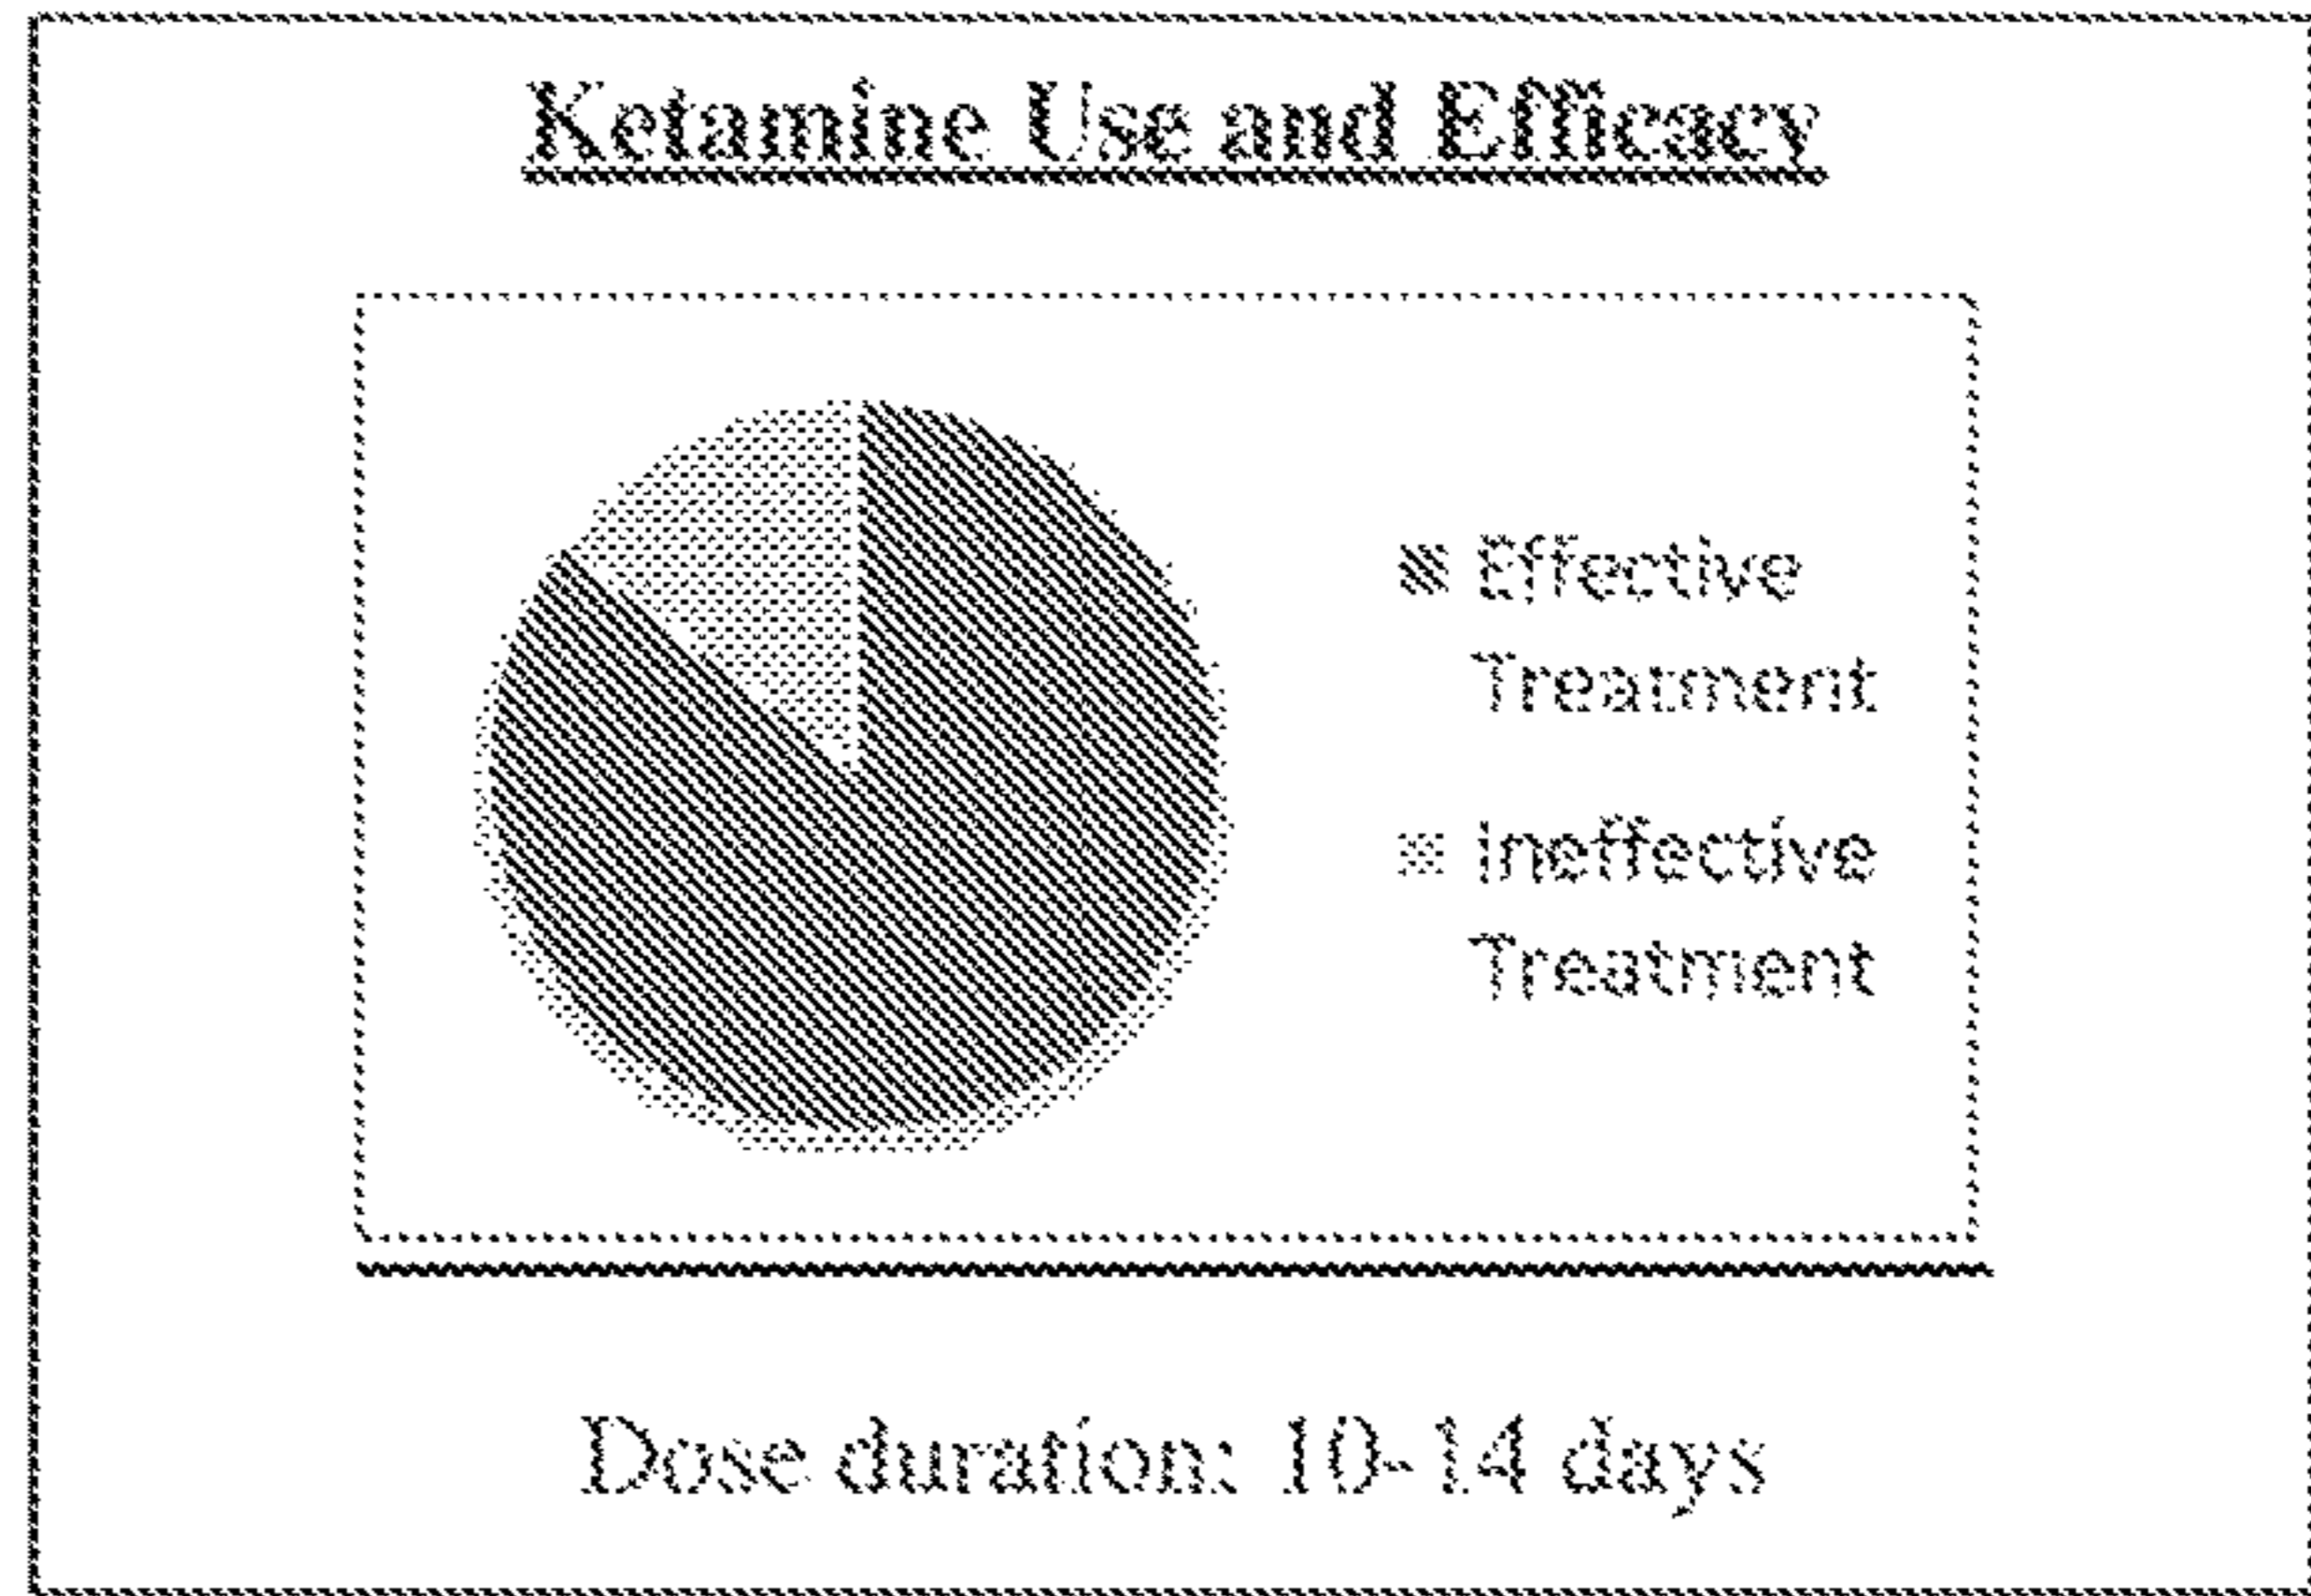 Ketamine Use and Efficacy
Effective
Treatment
Ineffective
Treatment
Dose duration: 10-14 days